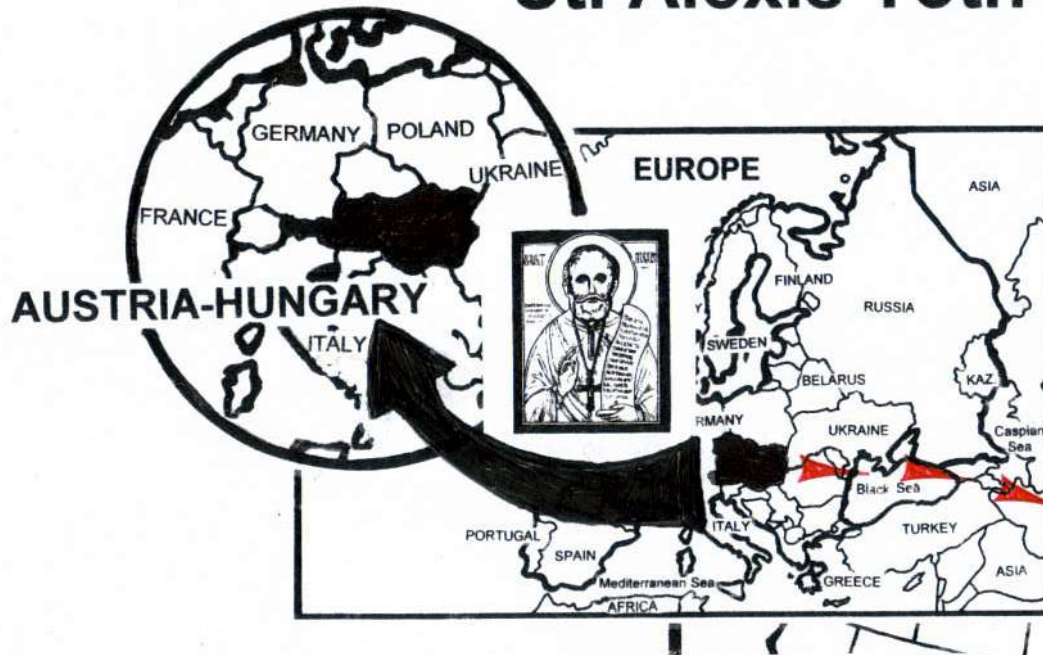 St. Alexis Toth
GERMANY
POLAND
UKRAINE
FRANCE
AUSTRIA-HUNGARY
ITALY
EUROPE
ASIA
FINLAND
RUSSIA
SWEDEN
BELARUS
KAZ.
RMANY
UKRAINE
Caspian
Sea
Black Sea
ITALY
TURKEY
PORTUGAL
SPAIN
ASIA
Mediterranean Sea
GREECE
AFRICA